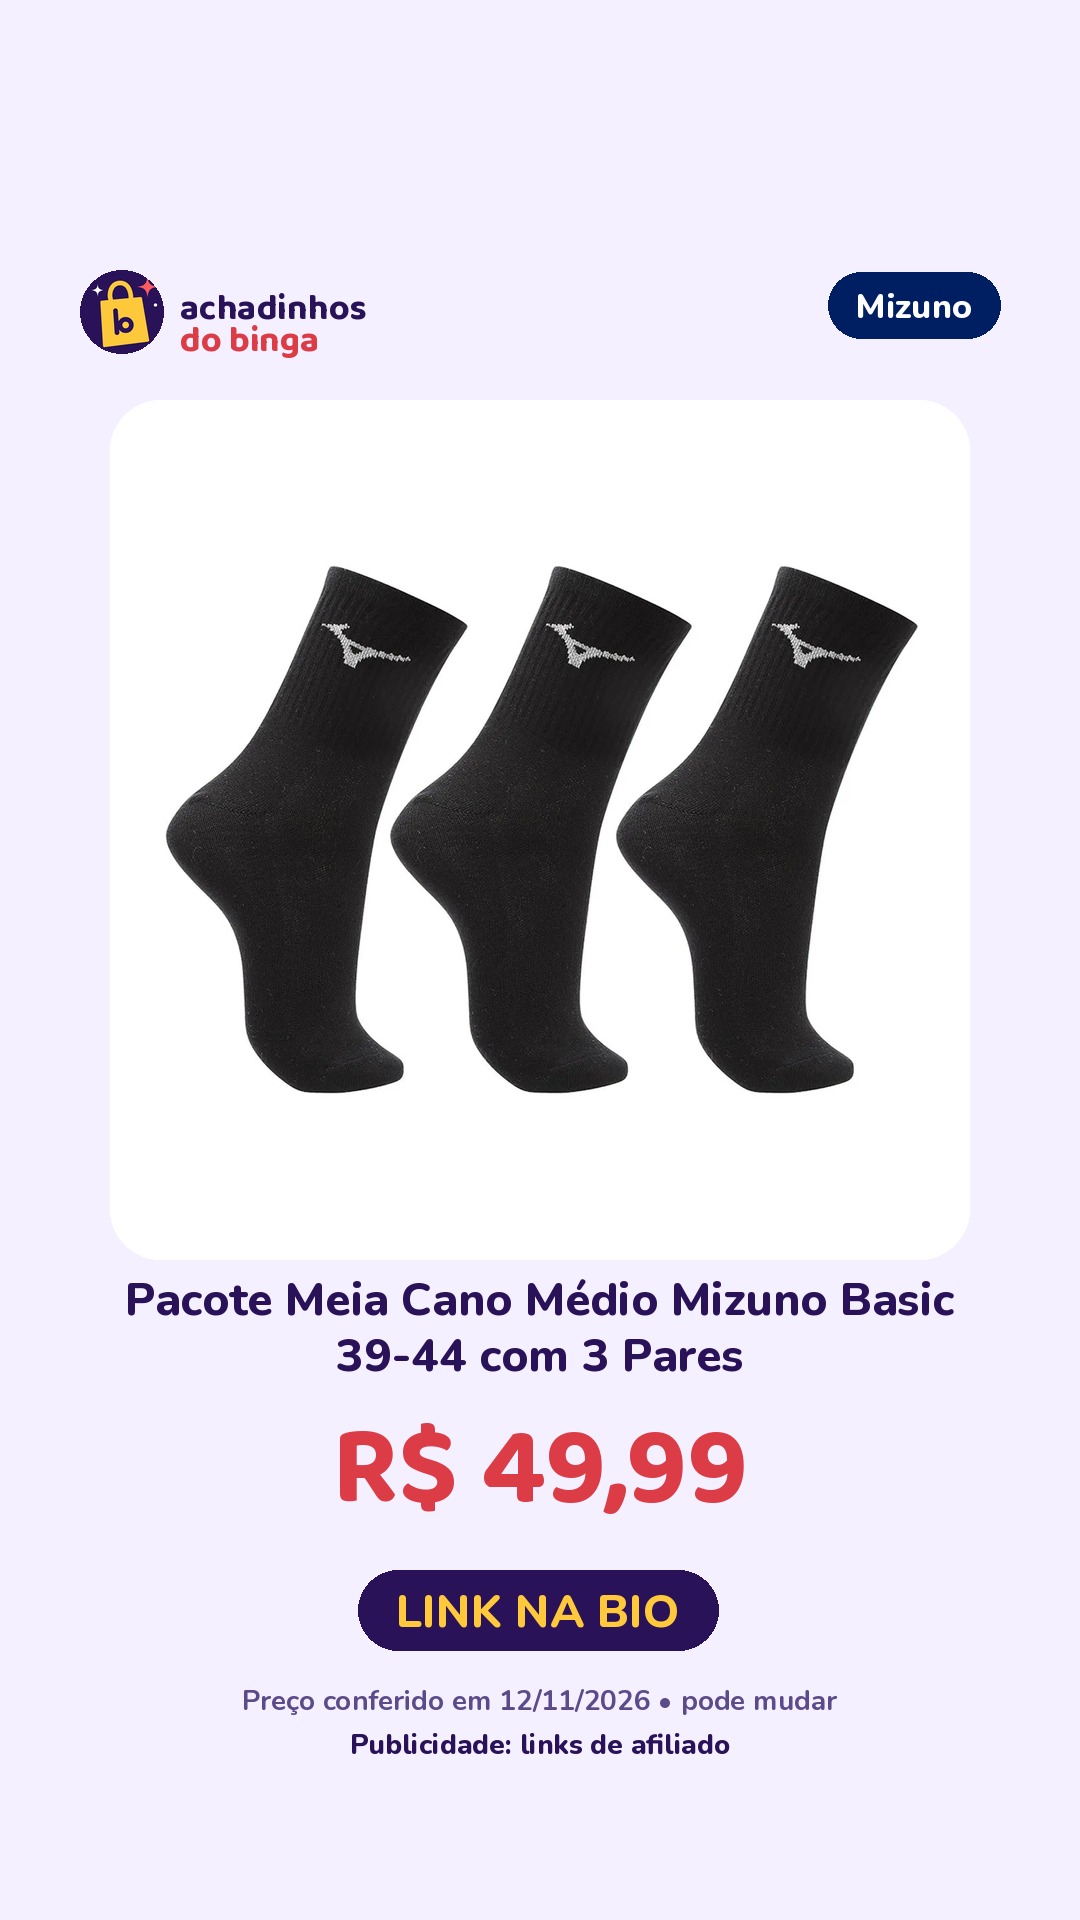 achadinhos
do binga
Mizuno
Pacote Meia Cano Médio Mizuno Basic
39-44 com 3 Pares
R$ 49,99
LINK NA BIO
Preço conferido em 12/11/2026 • pode mudar
Publicidade: links de afiliado